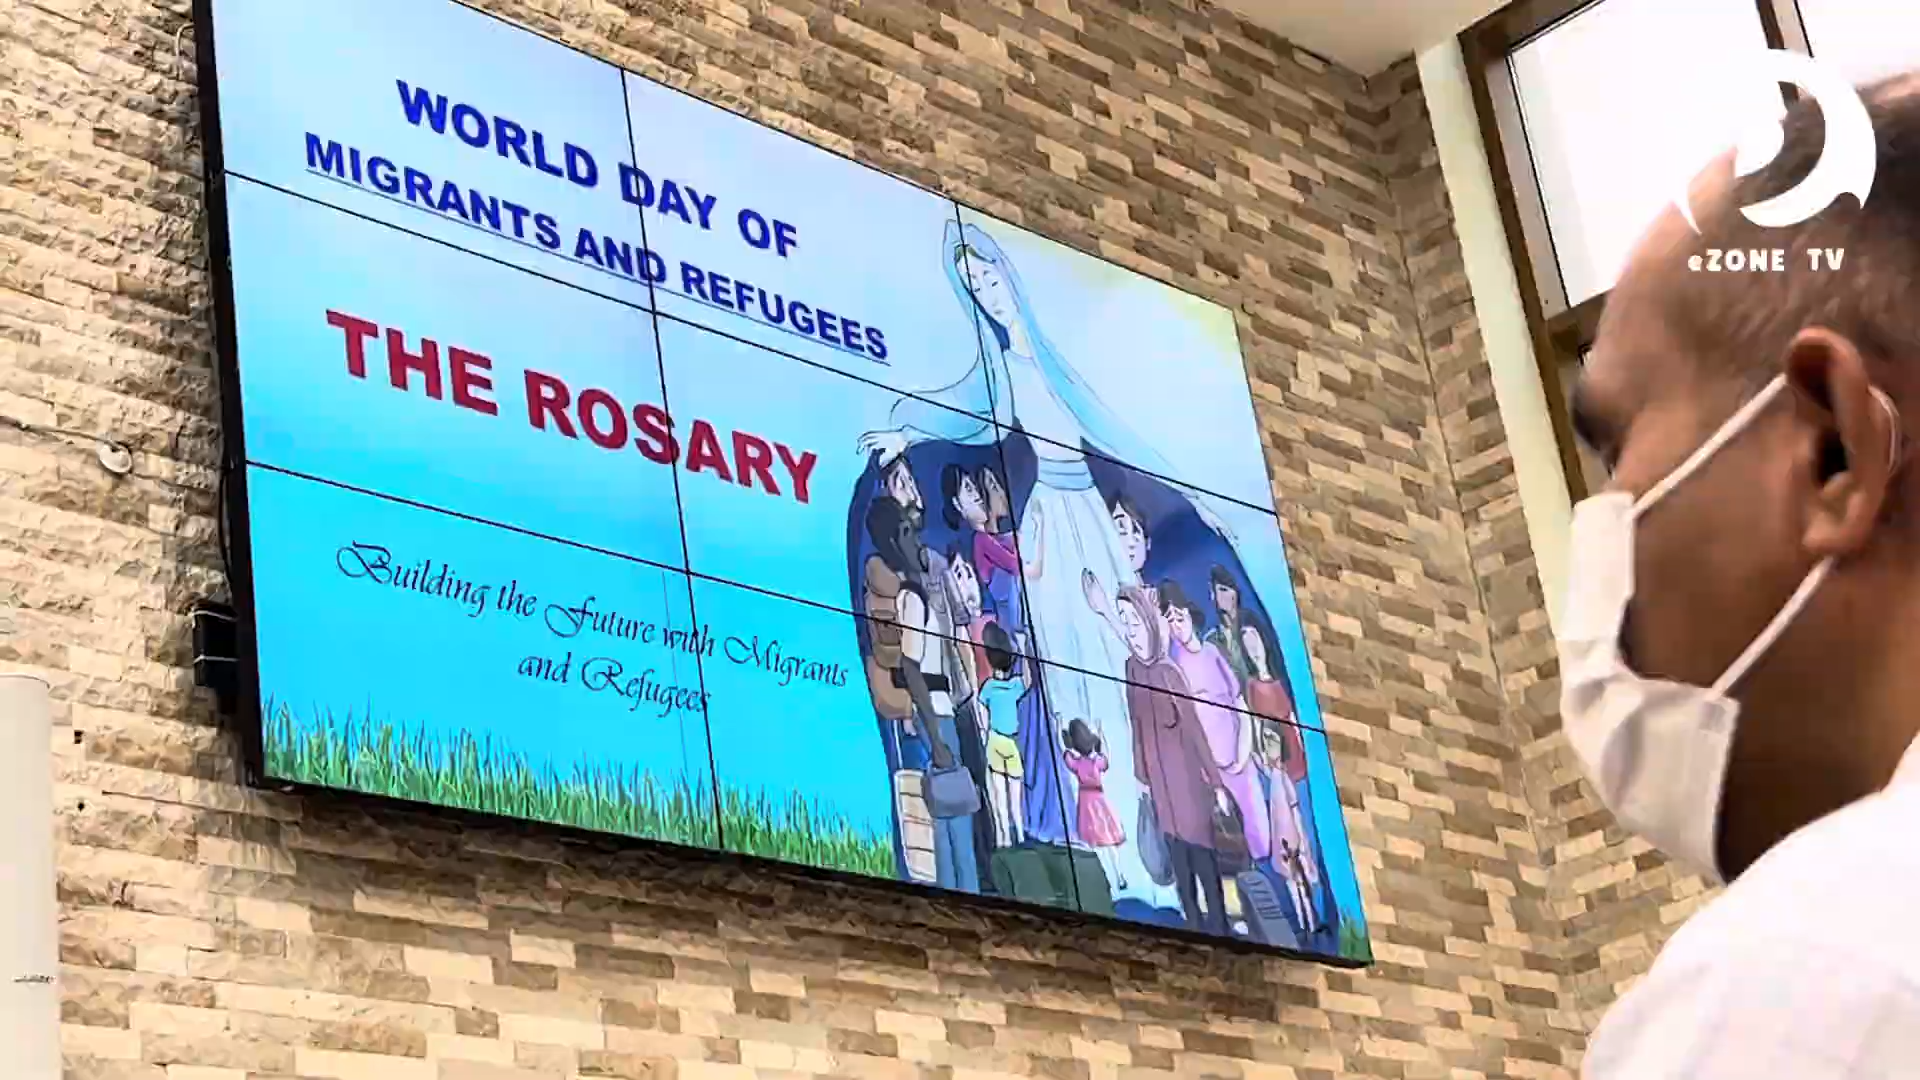 WORLD DAY OF
MIGRANTS AND REFUGEES
THE ROSARY
Building the Future with Migrants
and Refugees
eZONE TV